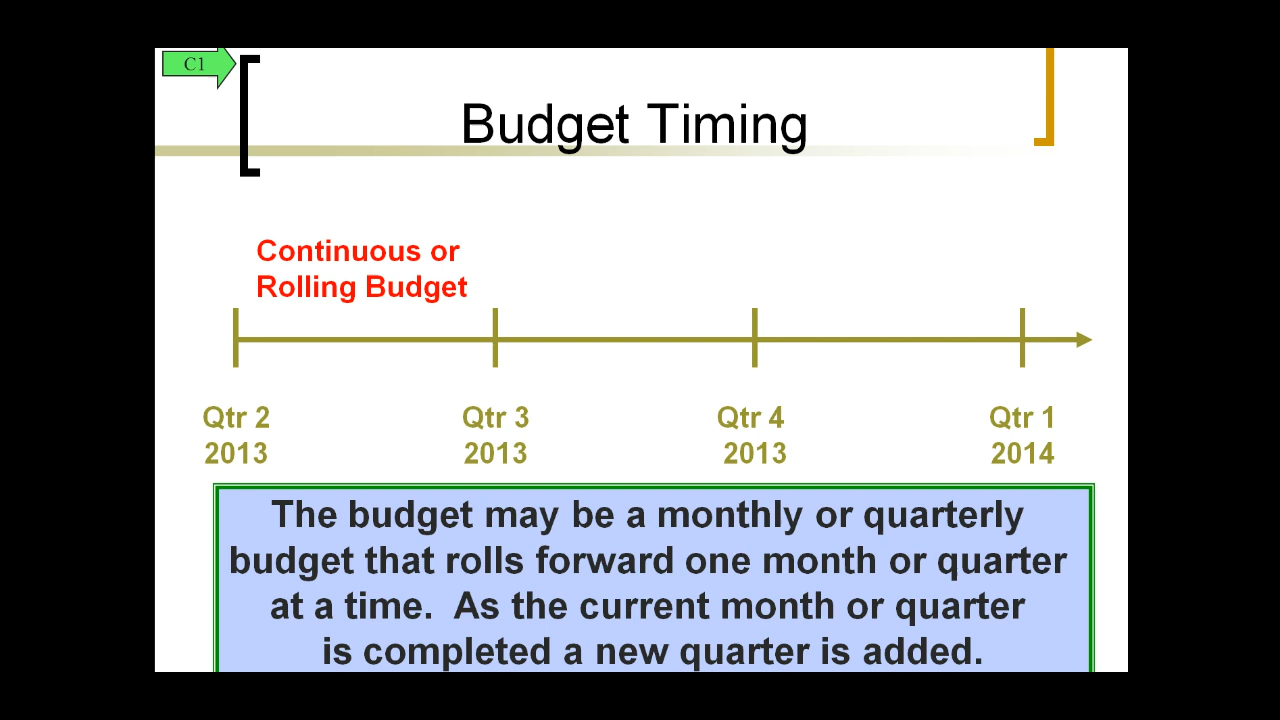 C1
Budget Timing
Continuous or
Rolling Budget
Qtr 2 Qtr 3 Qtr 4 Qtr 1
2013 2013 2013 2014
The budget may be a monthly or quarterly
budget that rolls forward one month or quarter
at a time.  As the current month or quarter
is completed a new quarter is added.